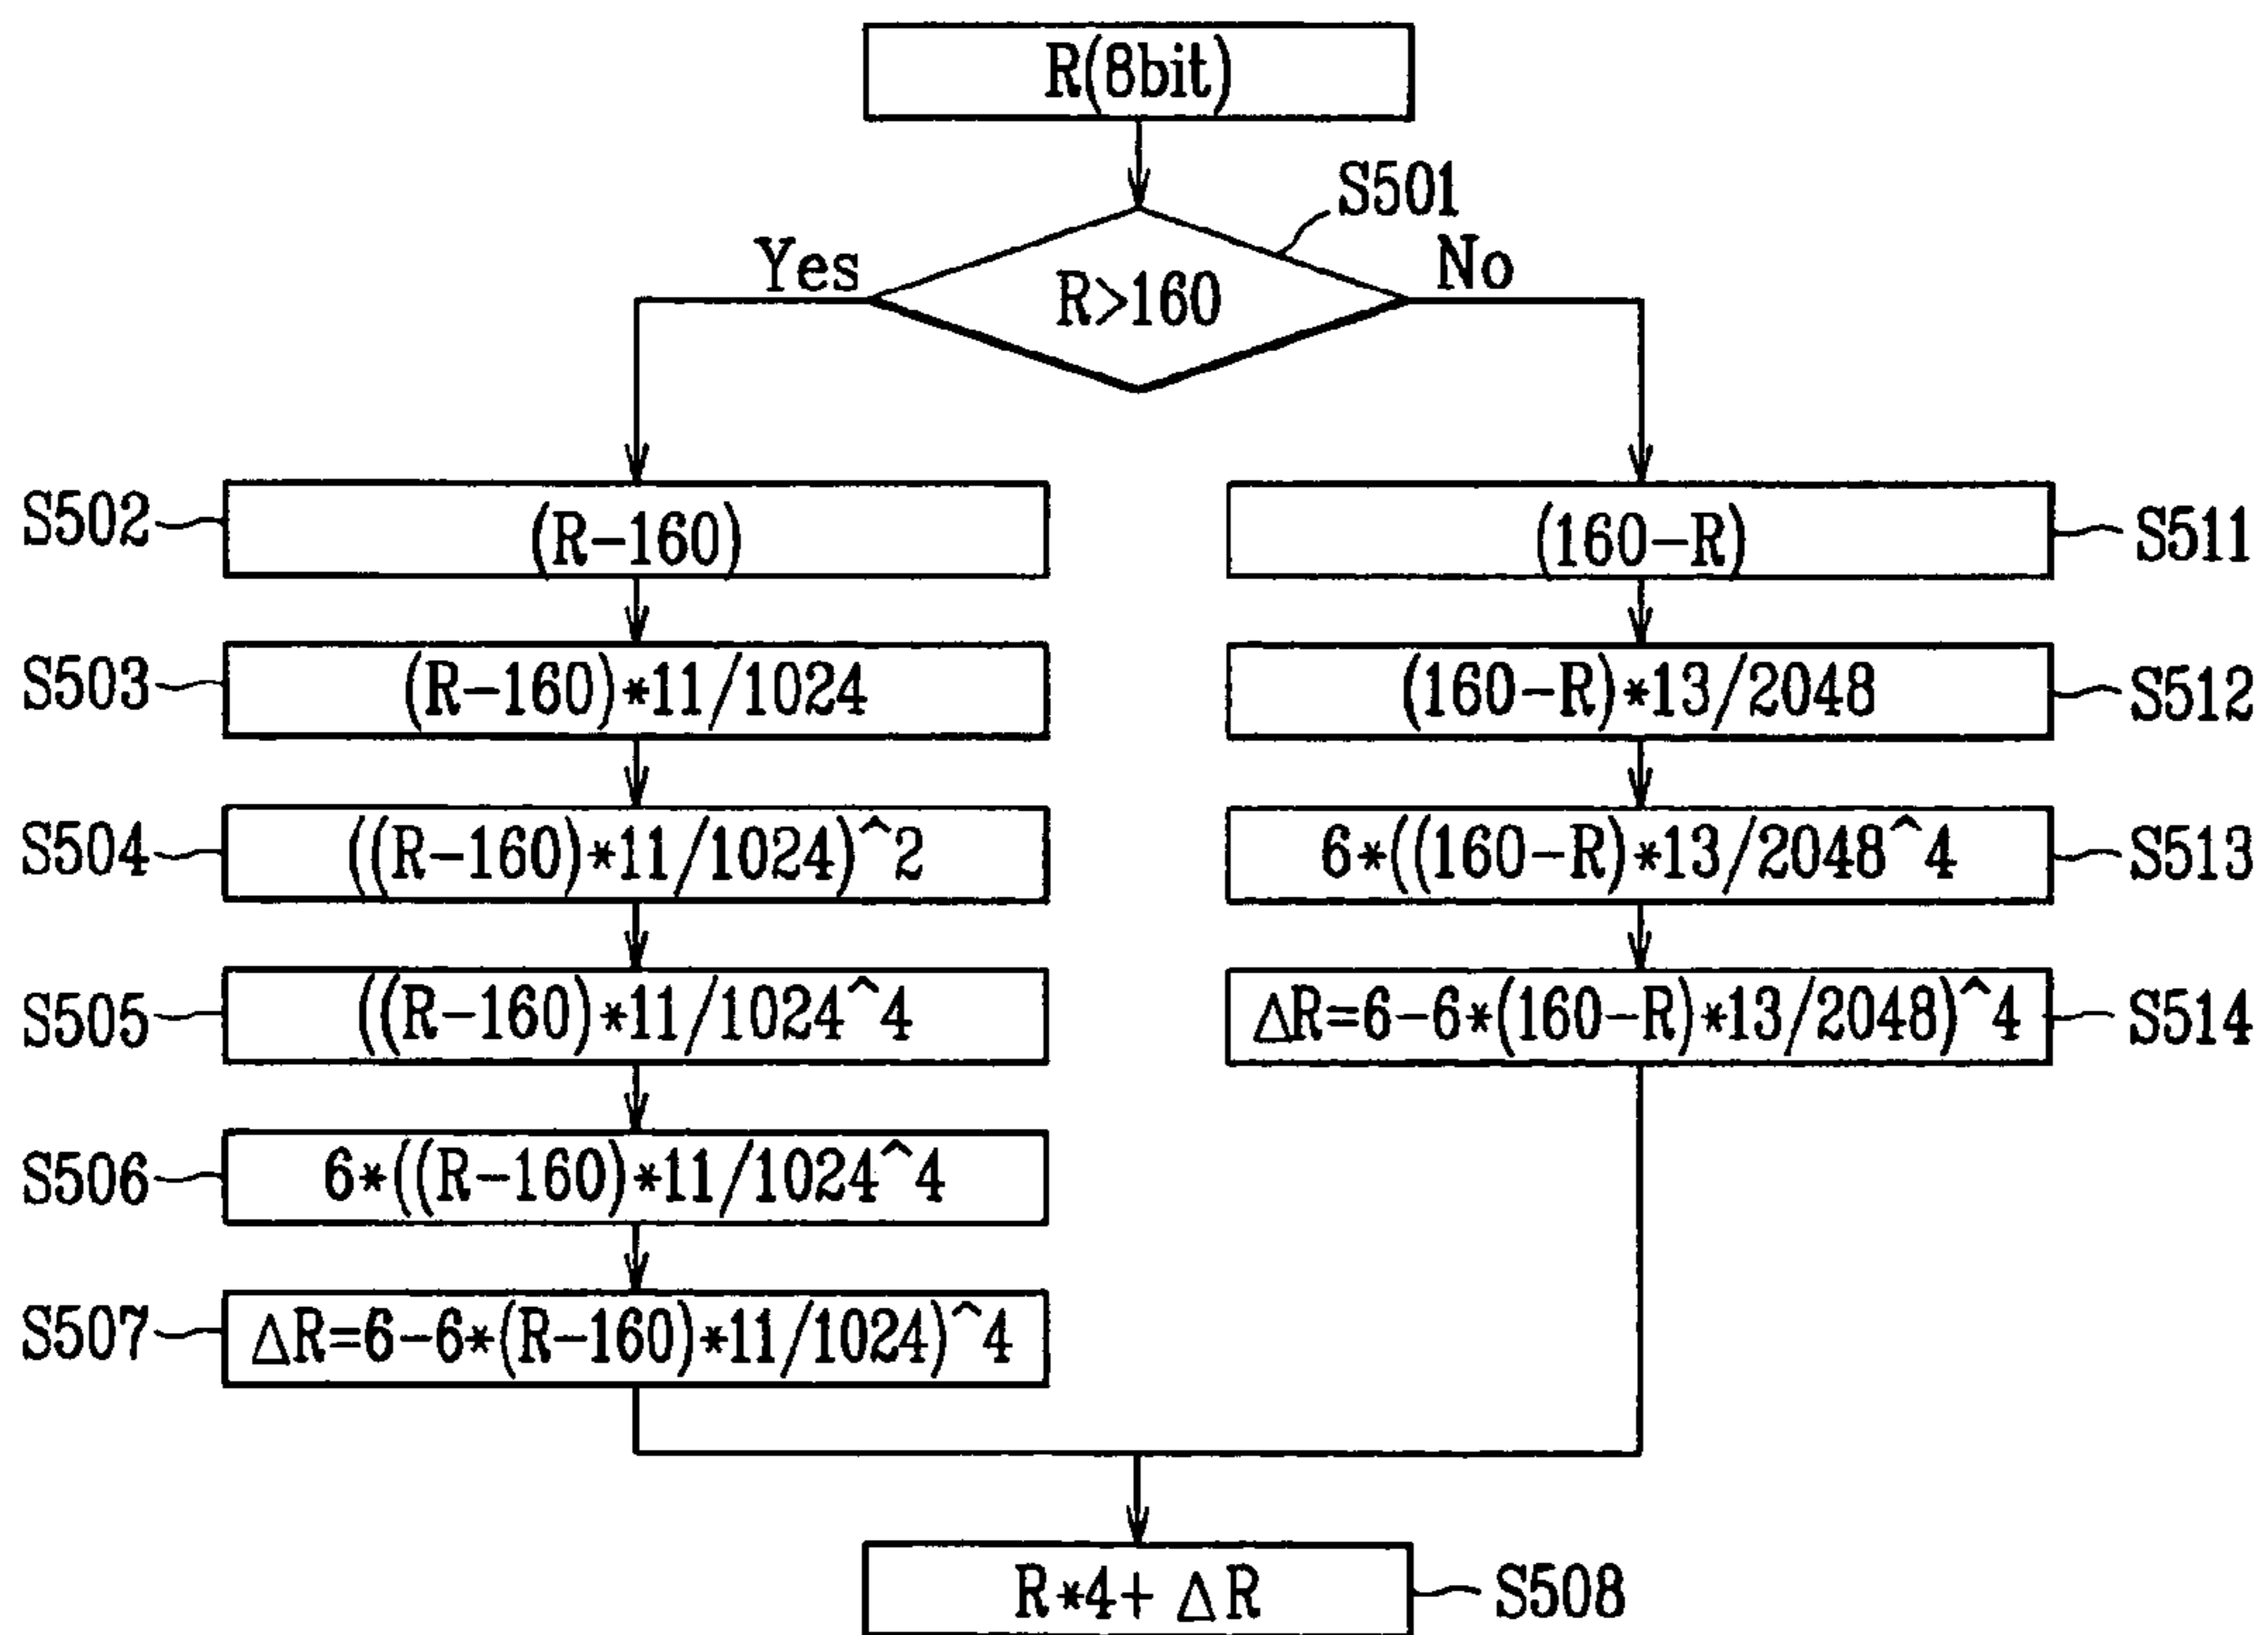 R(8bit)
S501
Yes
R>160
No
S502
(R-160)
(160-R)
S511
S503
(R-160)*11/1024
(160-R)*13/2048
S512
S504
((R-160)*11/1024)^2
6*((160-R)*13/2048^4
S513
S505
((R-160)*11/1024^4
ΔR=6-6*(160-R)*13/2048)^4
S514
S506
6*((R-160)*11/1024^4
S507
ΔR=6-6*(R-160)*11/1024)^4
R*4+ ΔR
S508